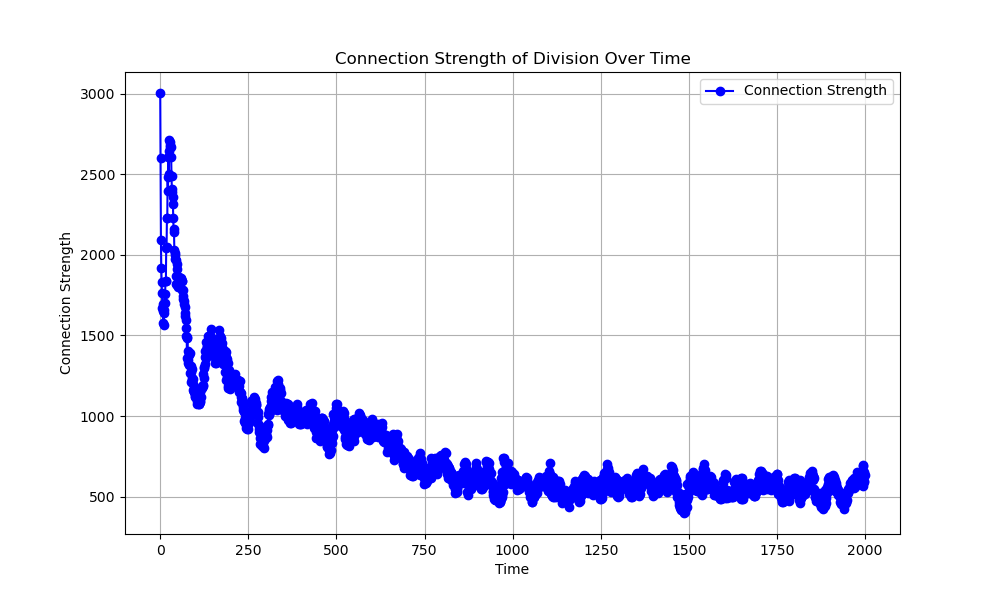 Connection Strength of Division Over Time
Connection Strength
3000
2500
2000
1500
1000
500
Connection Strength
0 250 500 750 1000 1250 1500 1750 2000
Time